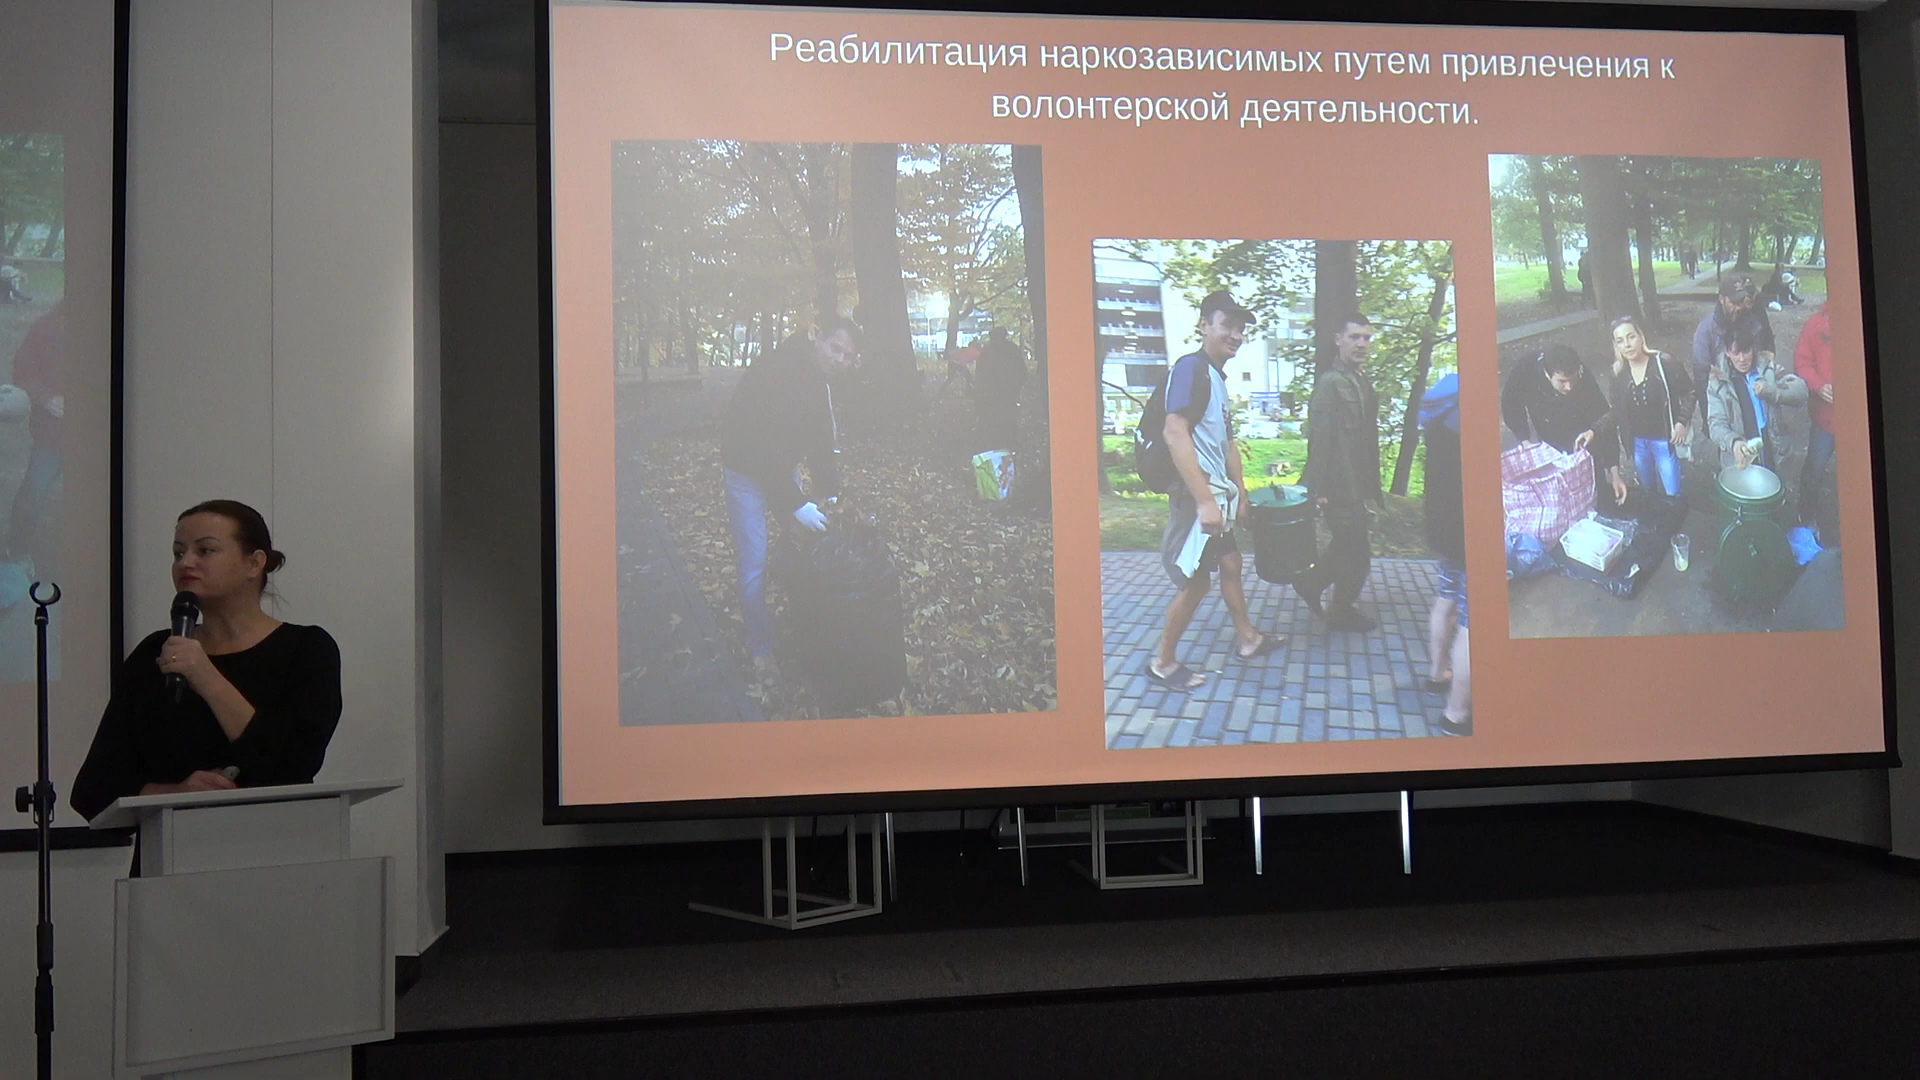 Реабилитация наркозависимых путем привлечения к
волонтерской деятельности.